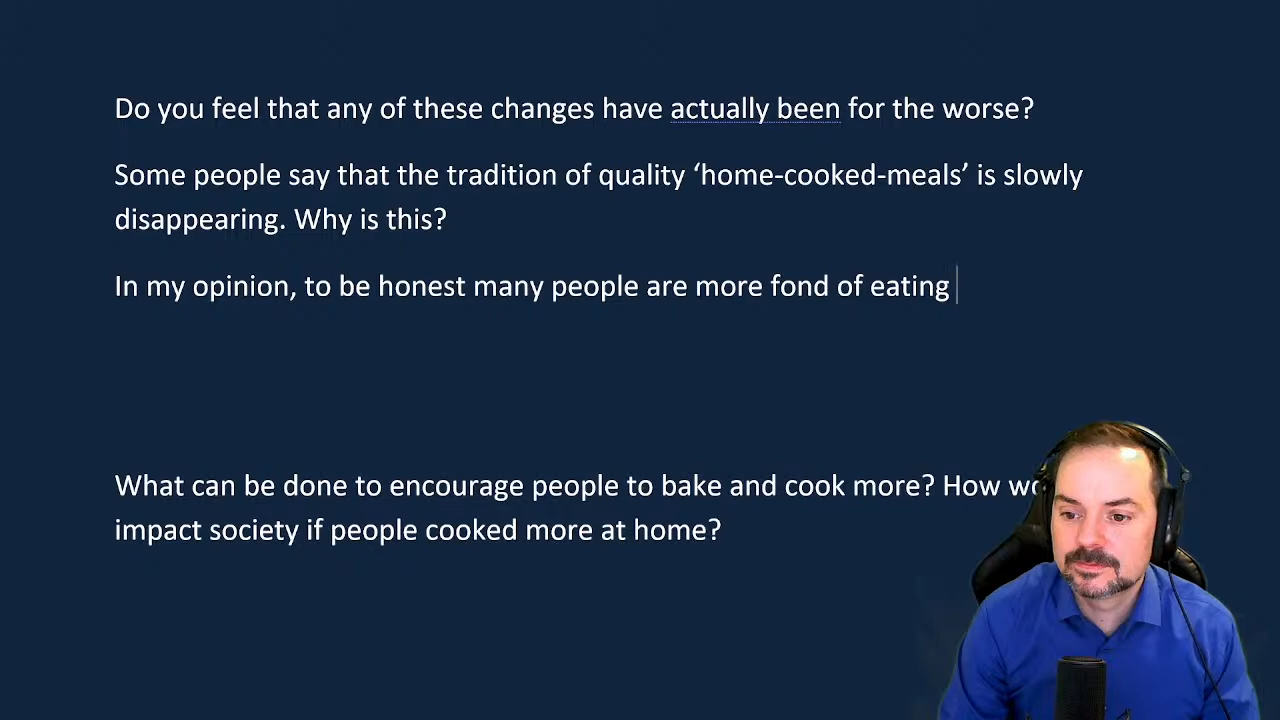 Do you feel that any of these changes have actually been for the worse?
Some people say that the tradition of quality ‘home-cooked-meals’ is slowly
disappearing. Why is this?
In my opinion, to be honest many people are more fond of eating
What can be done to encourage people to bake and cook more? How
impact society if people cooked more at home?